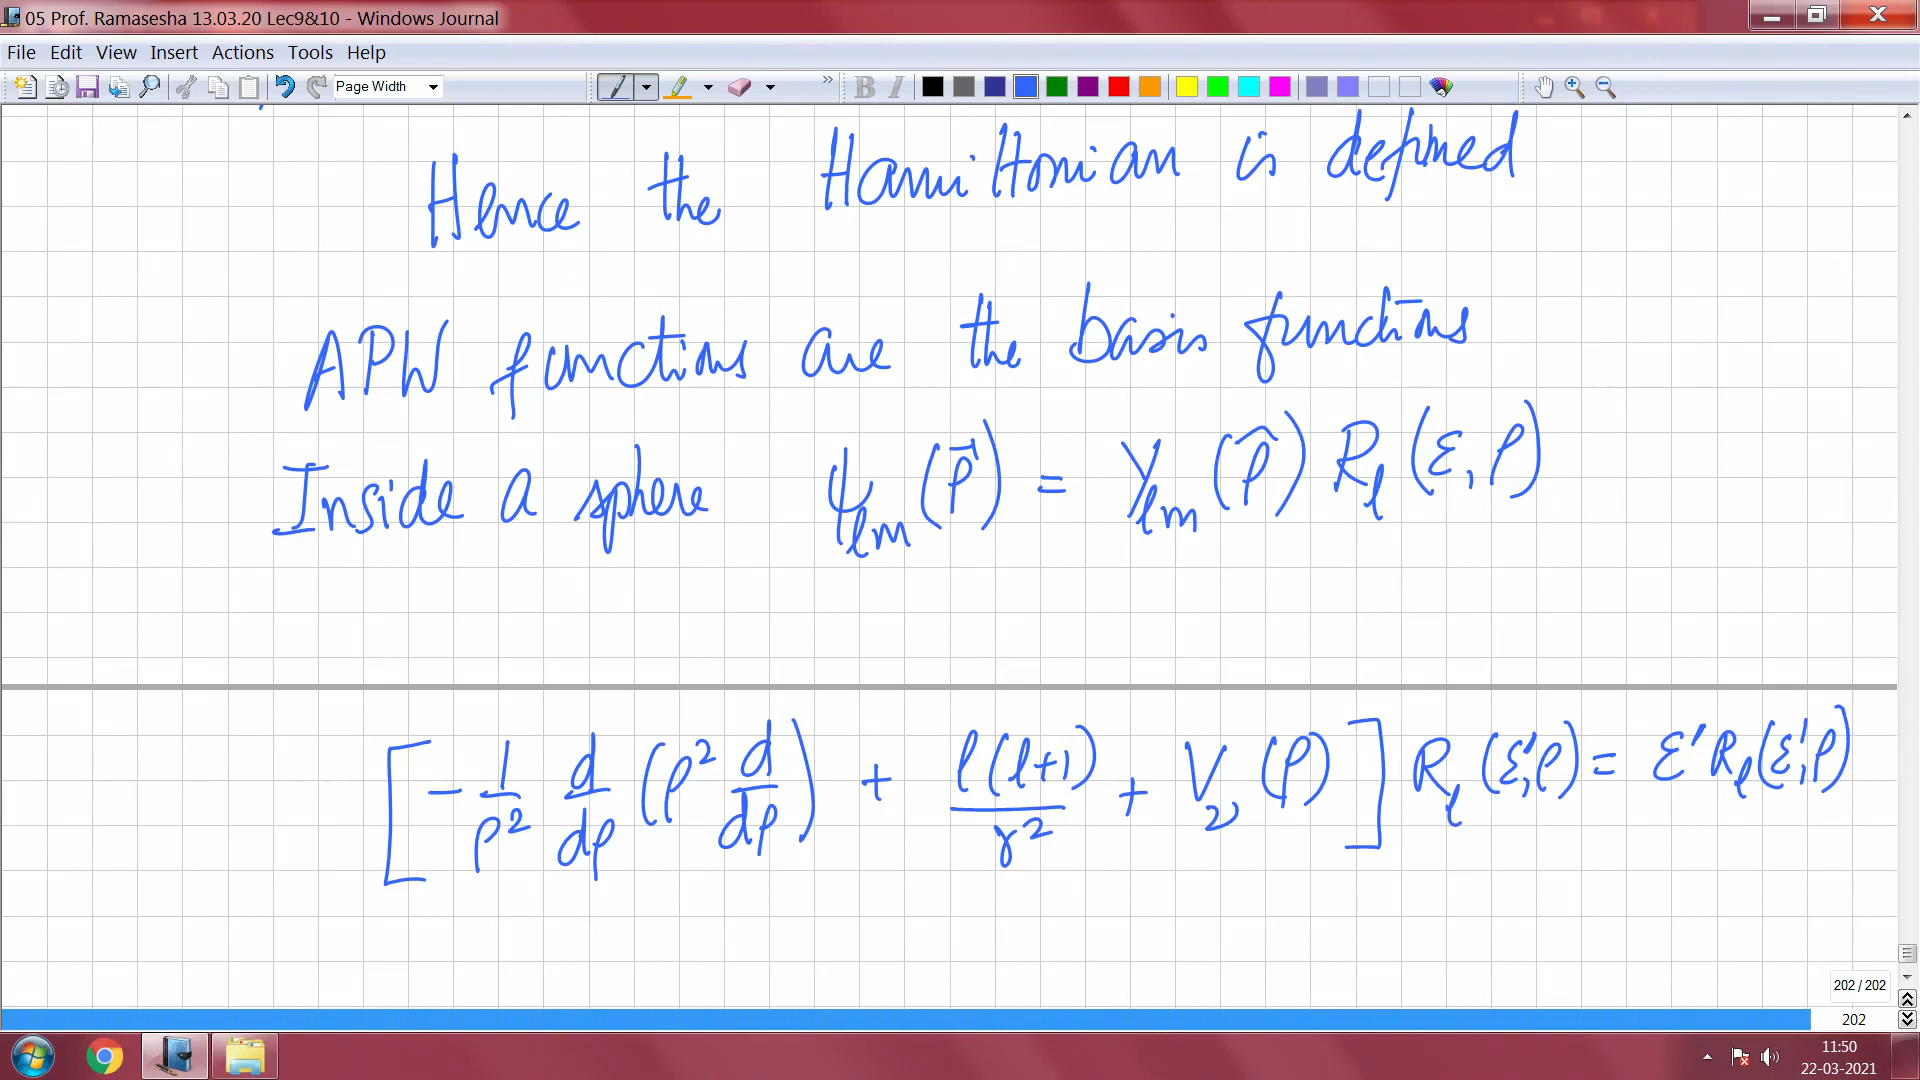 05 Prof. Ramasesha 13.03.20 Lec9&10 - Windows Journal
File Edit View Insert Actions Tools Help
Page Width
B I
Hence the Hamiltonian is defined
APW functions are the basis functions
Inside a sphere ψ_lm (ρ⃗) = Y_lm (ρ̂) R_l (ε, ρ)
[ - 1/ρ² d/dρ (ρ² d/dρ) + l(l+1)/r² + V_ν (ρ) ] R_l (ε', ρ) = ε' R_l (ε', ρ)
202 / 202
202
11:50
22-03-2021